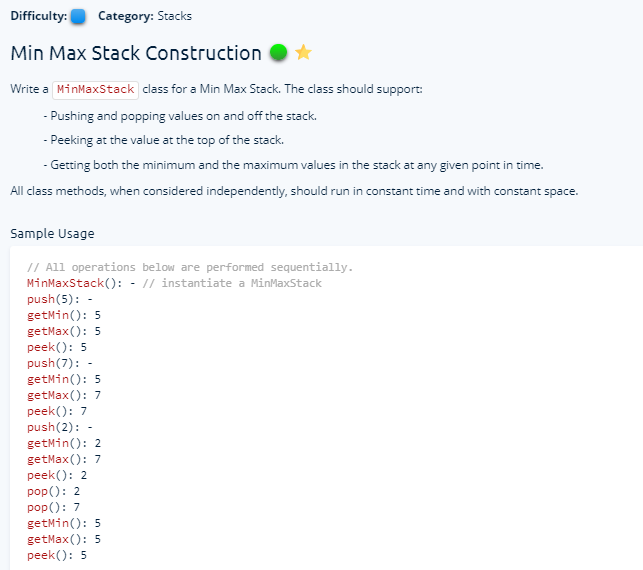 Difficulty: Category: Stacks
Min Max Stack Construction
Write a MinMaxStack class for a Min Max Stack. The class should support:
- Pushing and popping values on and off the stack.
- Peeking at the value at the top of the stack.
- Getting both the minimum and the maximum values in the stack at any given point in time.
All class methods, when considered independently, should run in constant time and with constant space.
Sample Usage
// All operations below are performed sequentially.
MinMaxStack(): - // instantiate a MinMaxStack
push(5): -
getMin(): 5
getMax(): 5
peek(): 5
push(7): -
getMin(): 5
getMax(): 7
peek(): 7
push(2): -
getMin(): 2
getMax(): 7
peek(): 2
pop(): 2
pop(): 7
getMin(): 5
getMax(): 5
peek(): 5